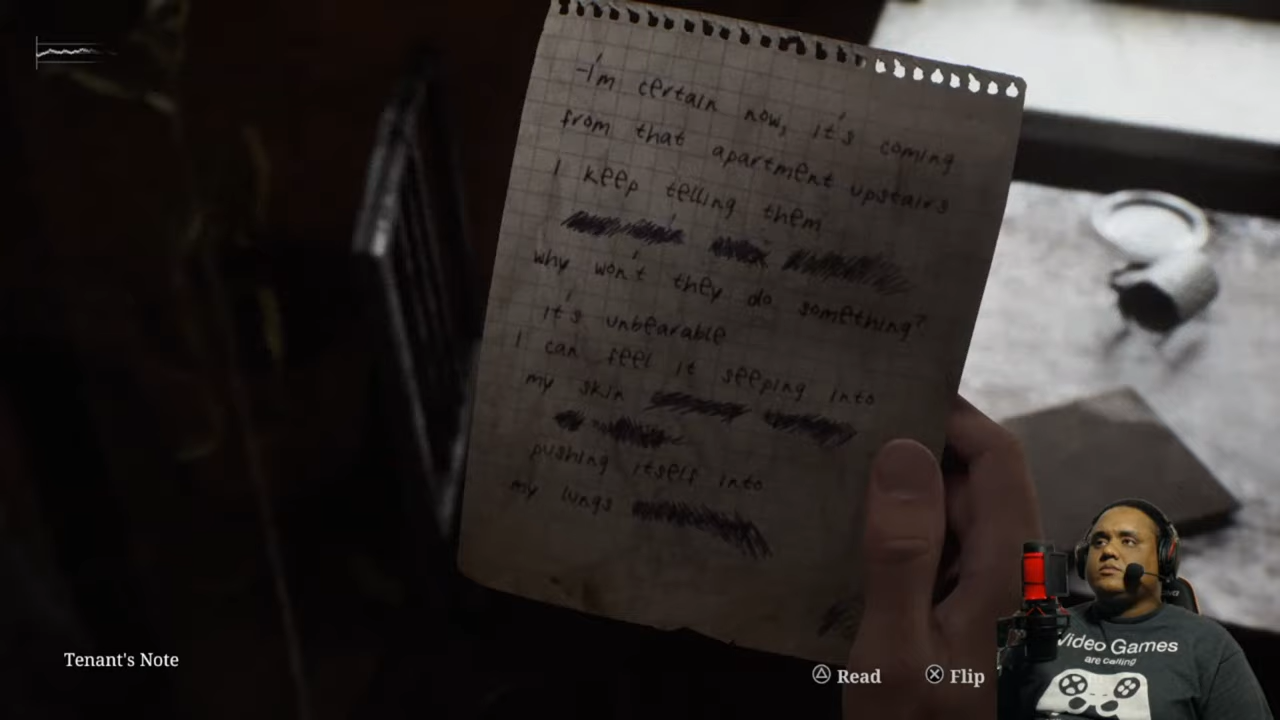 -I'm certain now, it's coming
from that apartment upstairs
I keep telling them
why won't they do something?
it's unbearable
I can feel it seeping into
my skin
pushing itself into
my lungs
Tenant's Note
Read
Flip
Video Games
are calling